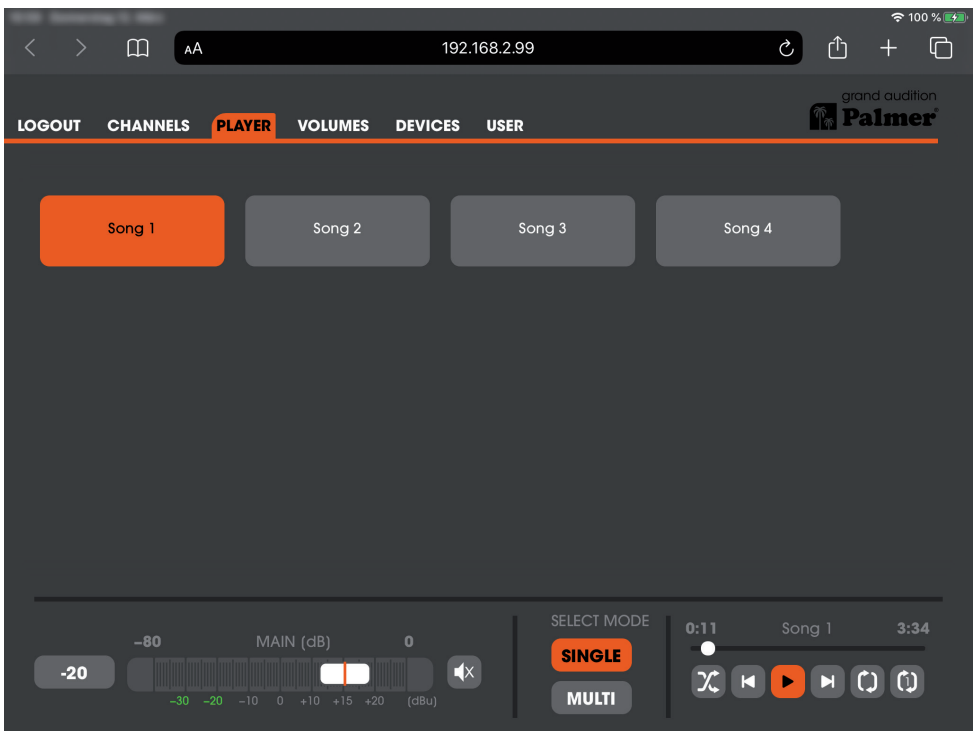 100 %
AA
192.168.2.99
grand audition
Palmer
LOGOUT CHANNELS PLAYER VOLUMES DEVICES USER
Song 1 Song 2 Song 3 Song 4
SELECT MODE
–80 MAIN (dB) 0
0:11 Song 1 3:34
SINGLE
-20
–30 –20 –10 0 +10 +15 +20 (dBu)
MULTI
1